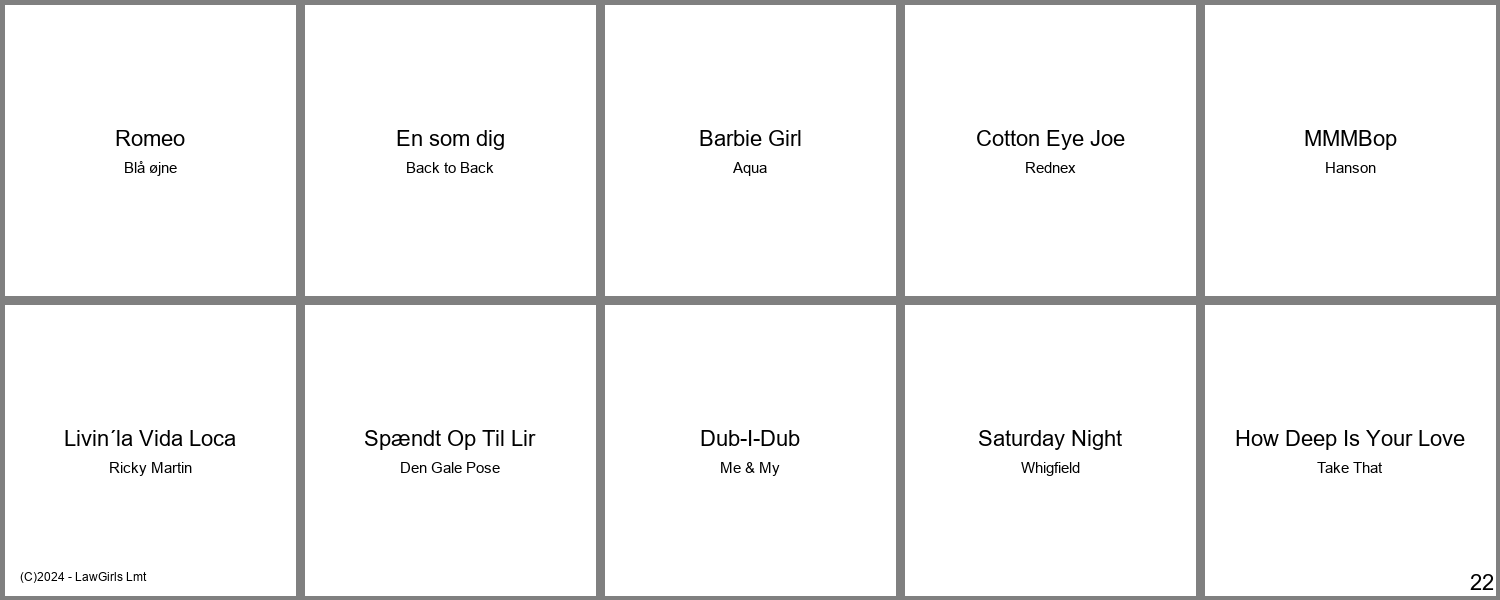 Romeo
Blå øjne
En som dig
Back to Back
Barbie Girl
Aqua
Cotton Eye Joe
Rednex
MMMBop
Hanson
Livin´la Vida Loca
Ricky Martin
Spændt Op Til Lir
Den Gale Pose
Dub-I-Dub
Me & My
Saturday Night
Whigfield
How Deep Is Your Love
Take That
(C)2024 - LawGirls Lmt
22